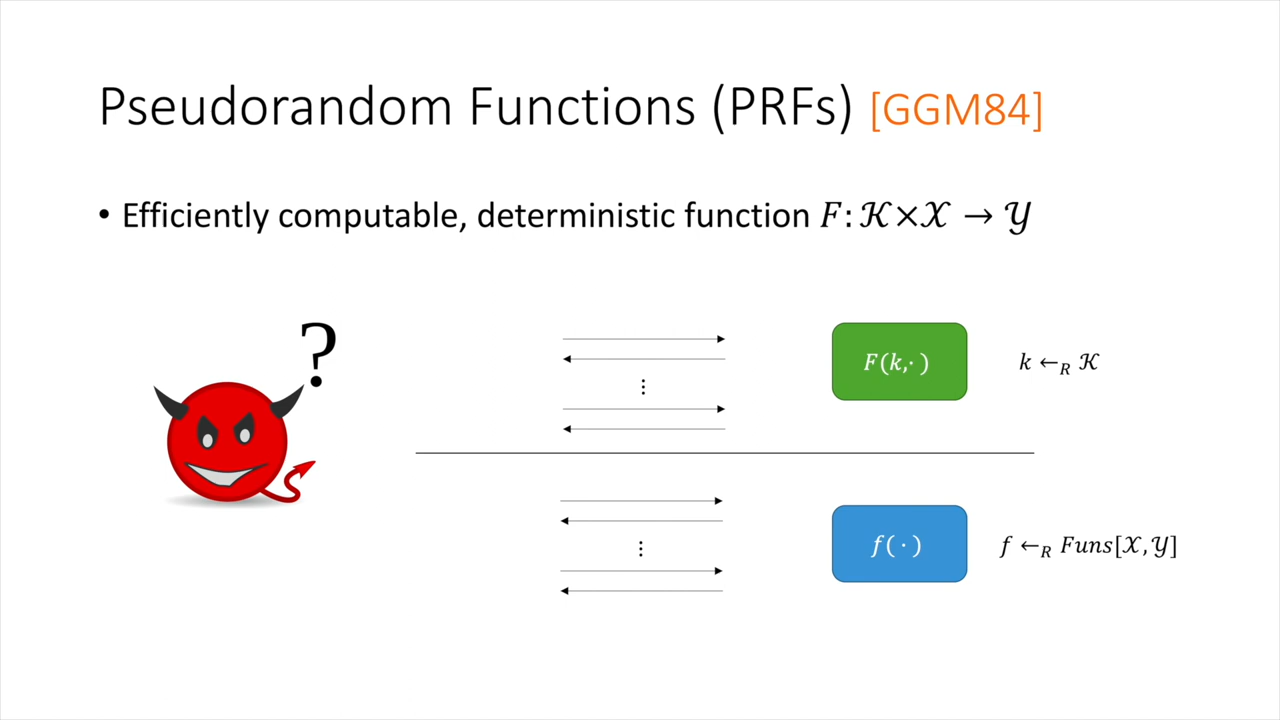 Pseudorandom Functions (PRFs) [GGM84]
• Efficiently computable, deterministic function 𝐹: 𝒦×𝒳 → 𝒴
?
𝐹(𝑘,·) 𝑘 ←𝑅 𝒦
⋮
𝑓(·) 𝑓 ←𝑅 𝐹𝑢𝑛𝑠[𝒳,𝒴]
⋮